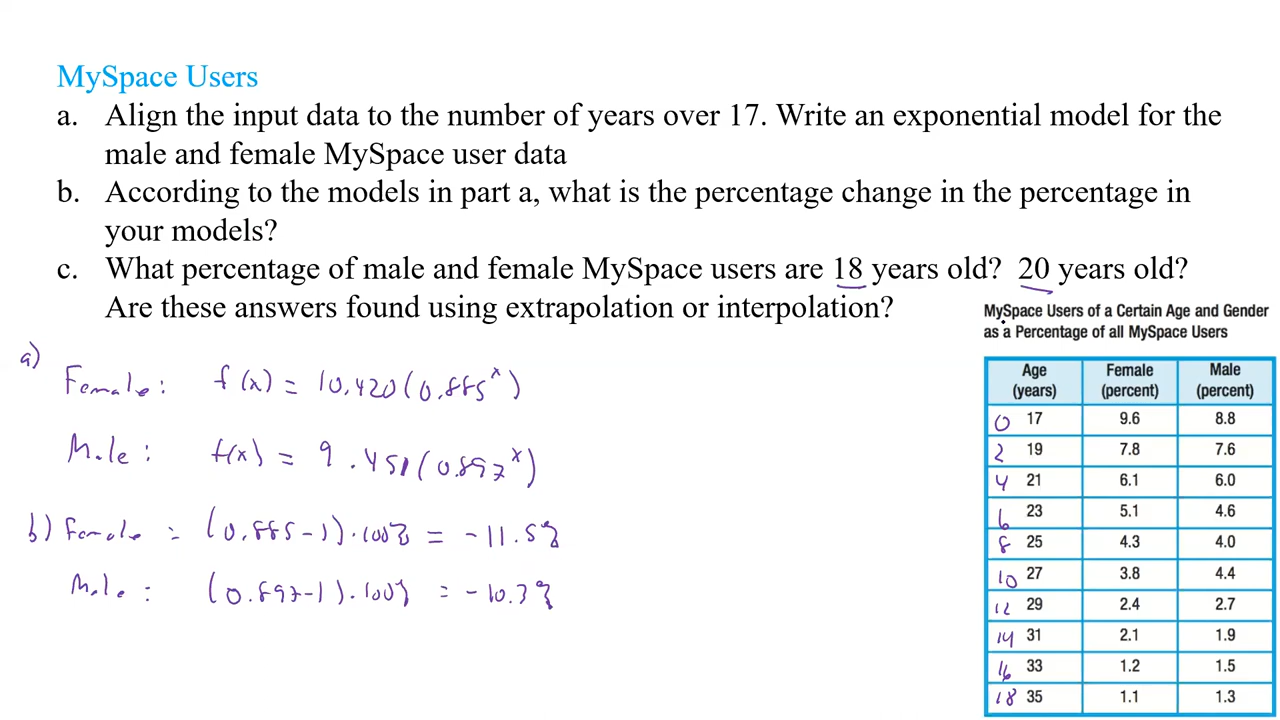 MySpace Users
a. Align the input data to the number of years over 17. Write an exponential model for the
male and female MySpace user data
b. According to the models in part a, what is the percentage change in the percentage in
your models?
c. What percentage of male and female MySpace users are 18 years old? 20 years old?
Are these answers found using extrapolation or interpolation?
MySpace Users of a Certain Age and Gender
as a Percentage of all MySpace Users
a)
Female: f(x) = 10.420(0.885^x)
Male: f(x) = 9.451(0.897^x)
b) Female = (0.885-1)·100% = -11.5%
Male: (0.897-1)·100% = -10.3%
Age Female Male
(years) (percent) (percent)
0 17 9.6 8.8
2 19 7.8 7.6
4 21 6.1 6.0
6 23 5.1 4.6
8 25 4.3 4.0
10 27 3.8 4.4
12 29 2.4 2.7
14 31 2.1 1.9
16 33 1.2 1.5
18 35 1.1 1.3